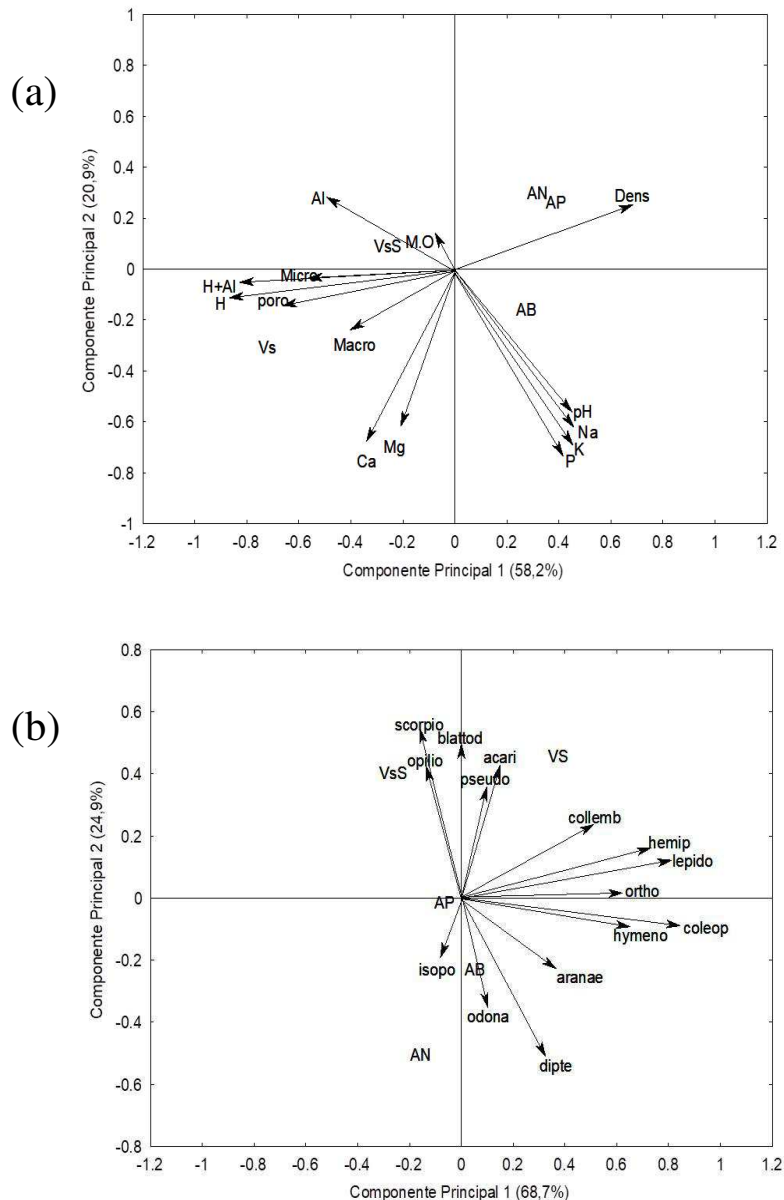 (a)
Componente Principal 2 (20,9%)
1
0.8
0.6
0.4
0.2
0
-0.2
-0.4
-0.6
-0.8
-1
Al
VsS M.O
AN
AP
Dens
H+Al
Micro
H
poro
AB
Vs
Macro
Ca
Mg
pH
Na
K
P
-1.2 -1 -0.8 -0.6 -0.4 -0.2 0 0.2 0.4 0.6 0.8 1 1.2
Componente Principal 1 (58,2%)
(b)
Componente Principal 2 (24,9%)
0.8
0.6
0.4
0.2
0
-0.2
-0.4
-0.6
-0.8
scorpio
blattod
opilio
acari
VS
VsS
pseudo
collemb
hemip
lepido
ortho
AP
coleop
hymeno
isopo
AB
aranae
odona
AN
dipte
-1.2 -1 -0.8 -0.6 -0.4 -0.2 0 0.2 0.4 0.6 0.8 1 1.2
Componente Principal 1 (68,7%)